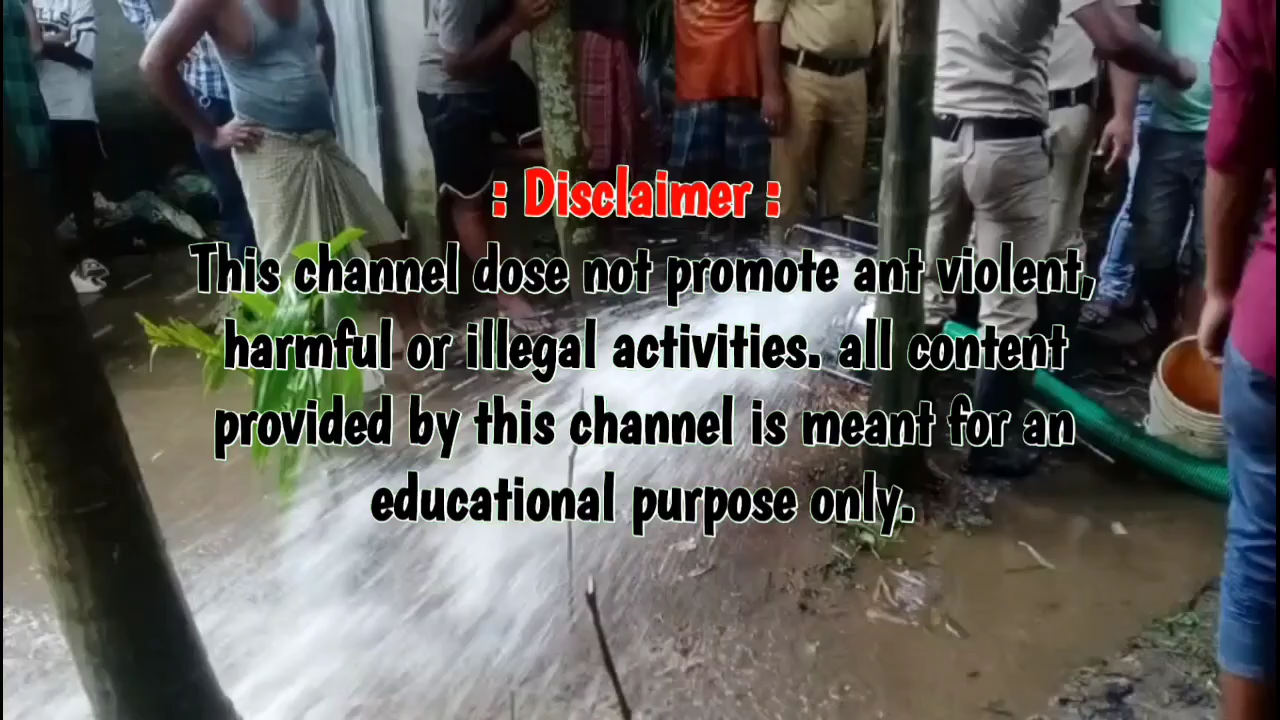 : Disclaimer :
This channel dose not promote ant violent,
harmful or illegal activities. all content
provided by this channel is meant for an
educational purpose only.